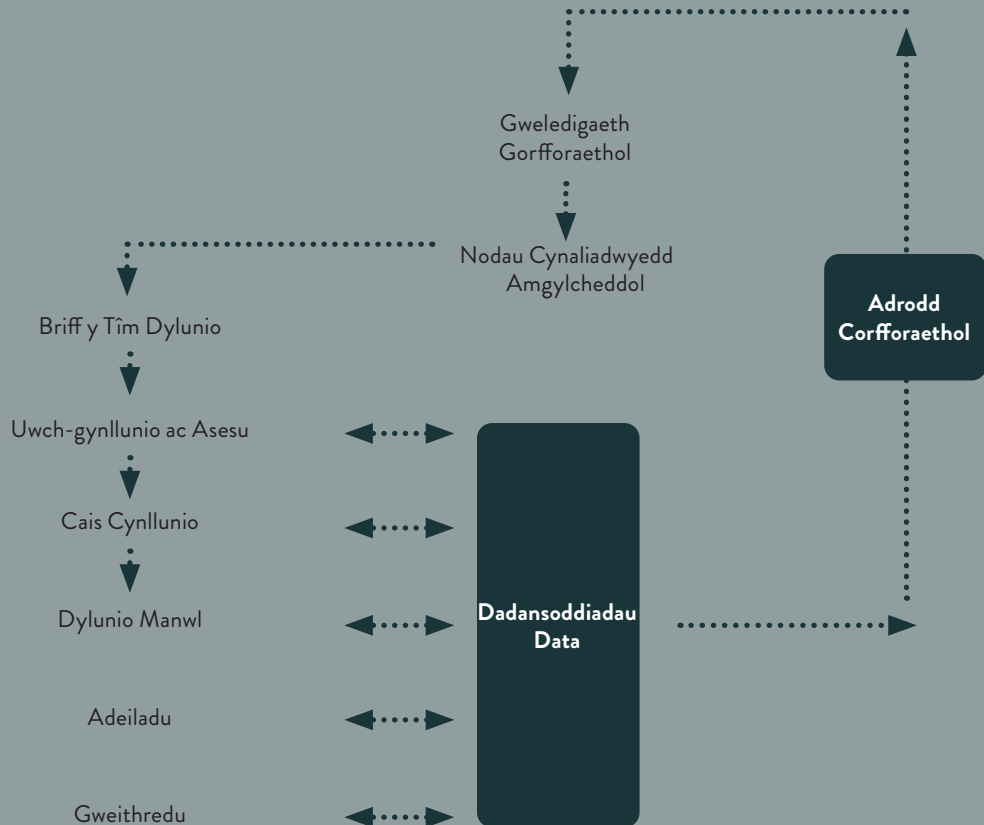 Gweledigaeth
Gorfforaethol
Nodau Cynaliadwyedd
Amgylcheddol
Adrodd
Corfforaethol
Briff y Tîm Dylunio
Uwch-gynllunio ac Asesu
Cais Cynllunio
Dylunio Manwl
Dadansoddiadau
Data
Adeiladu
Gweithredu